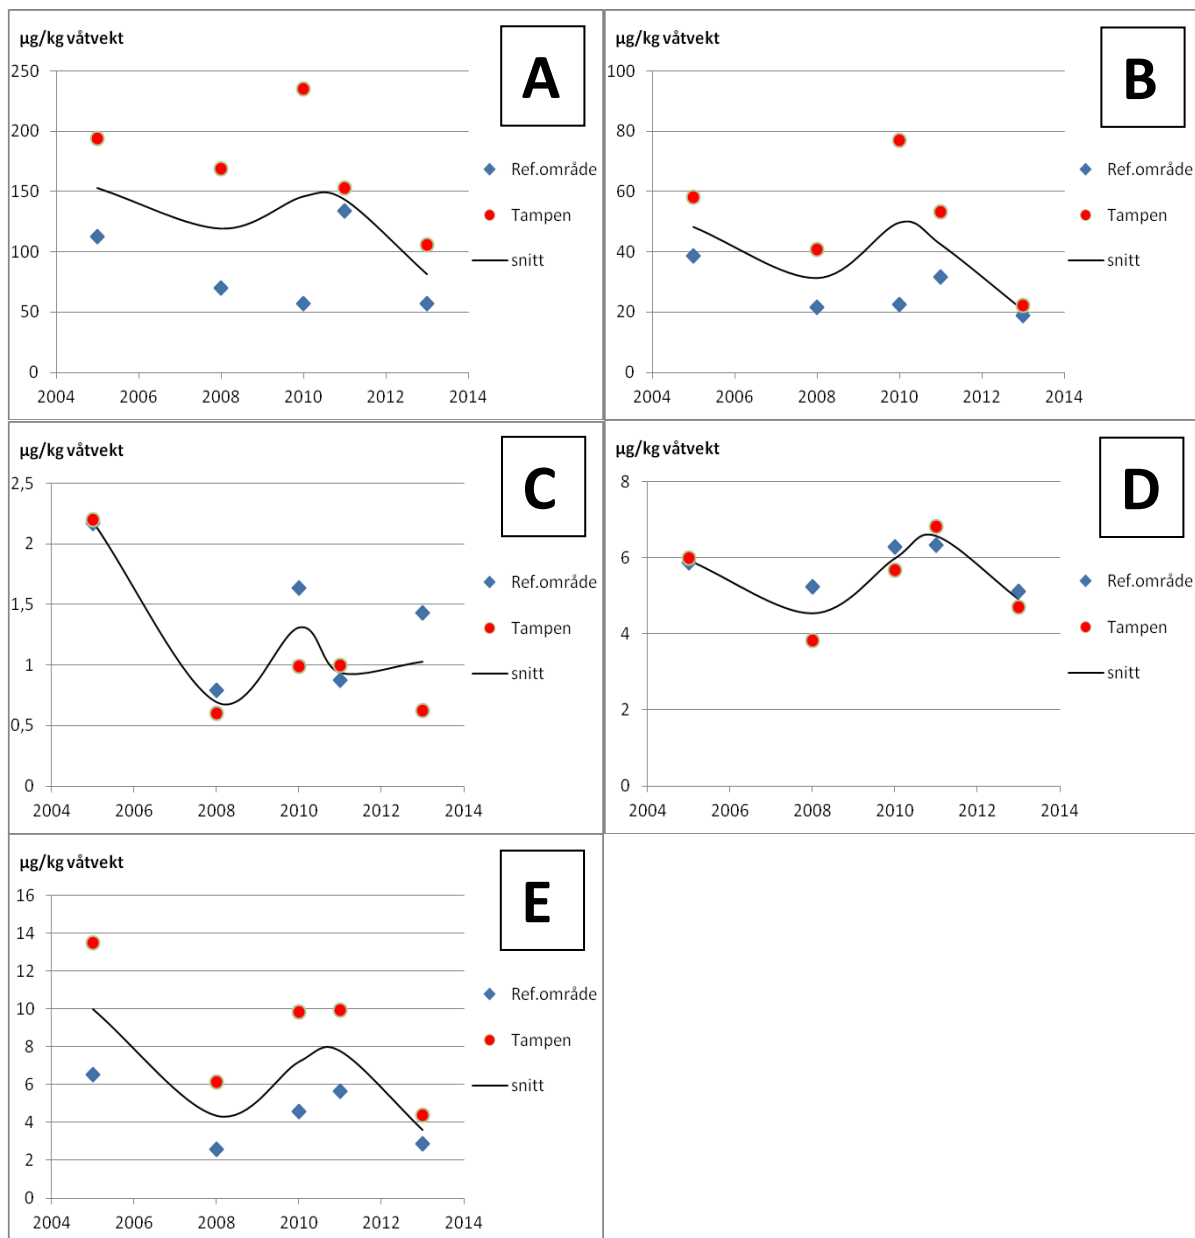 µg/kg våtvekt
A
250
200
150
100
50
0
2004 2006 2008 2010 2012 2014
Ref.område
Tampen
snitt
µg/kg våtvekt
B
100
80
60
40
20
0
2004 2006 2008 2010 2012 2014
Ref.område
Tampen
snitt
µg/kg våtvekt
C
2,5
2
1,5
1
0,5
0
2004 2006 2008 2010 2012 2014
Ref.område
Tampen
snitt
µg/kg våtvekt
D
8
6
4
2
0
2004 2006 2008 2010 2012 2014
Ref.område
Tampen
snitt
µg/kg våtvekt
E
16
14
12
10
8
6
4
2
0
2004 2006 2008 2010 2012 2014
Ref.område
Tampen
snitt